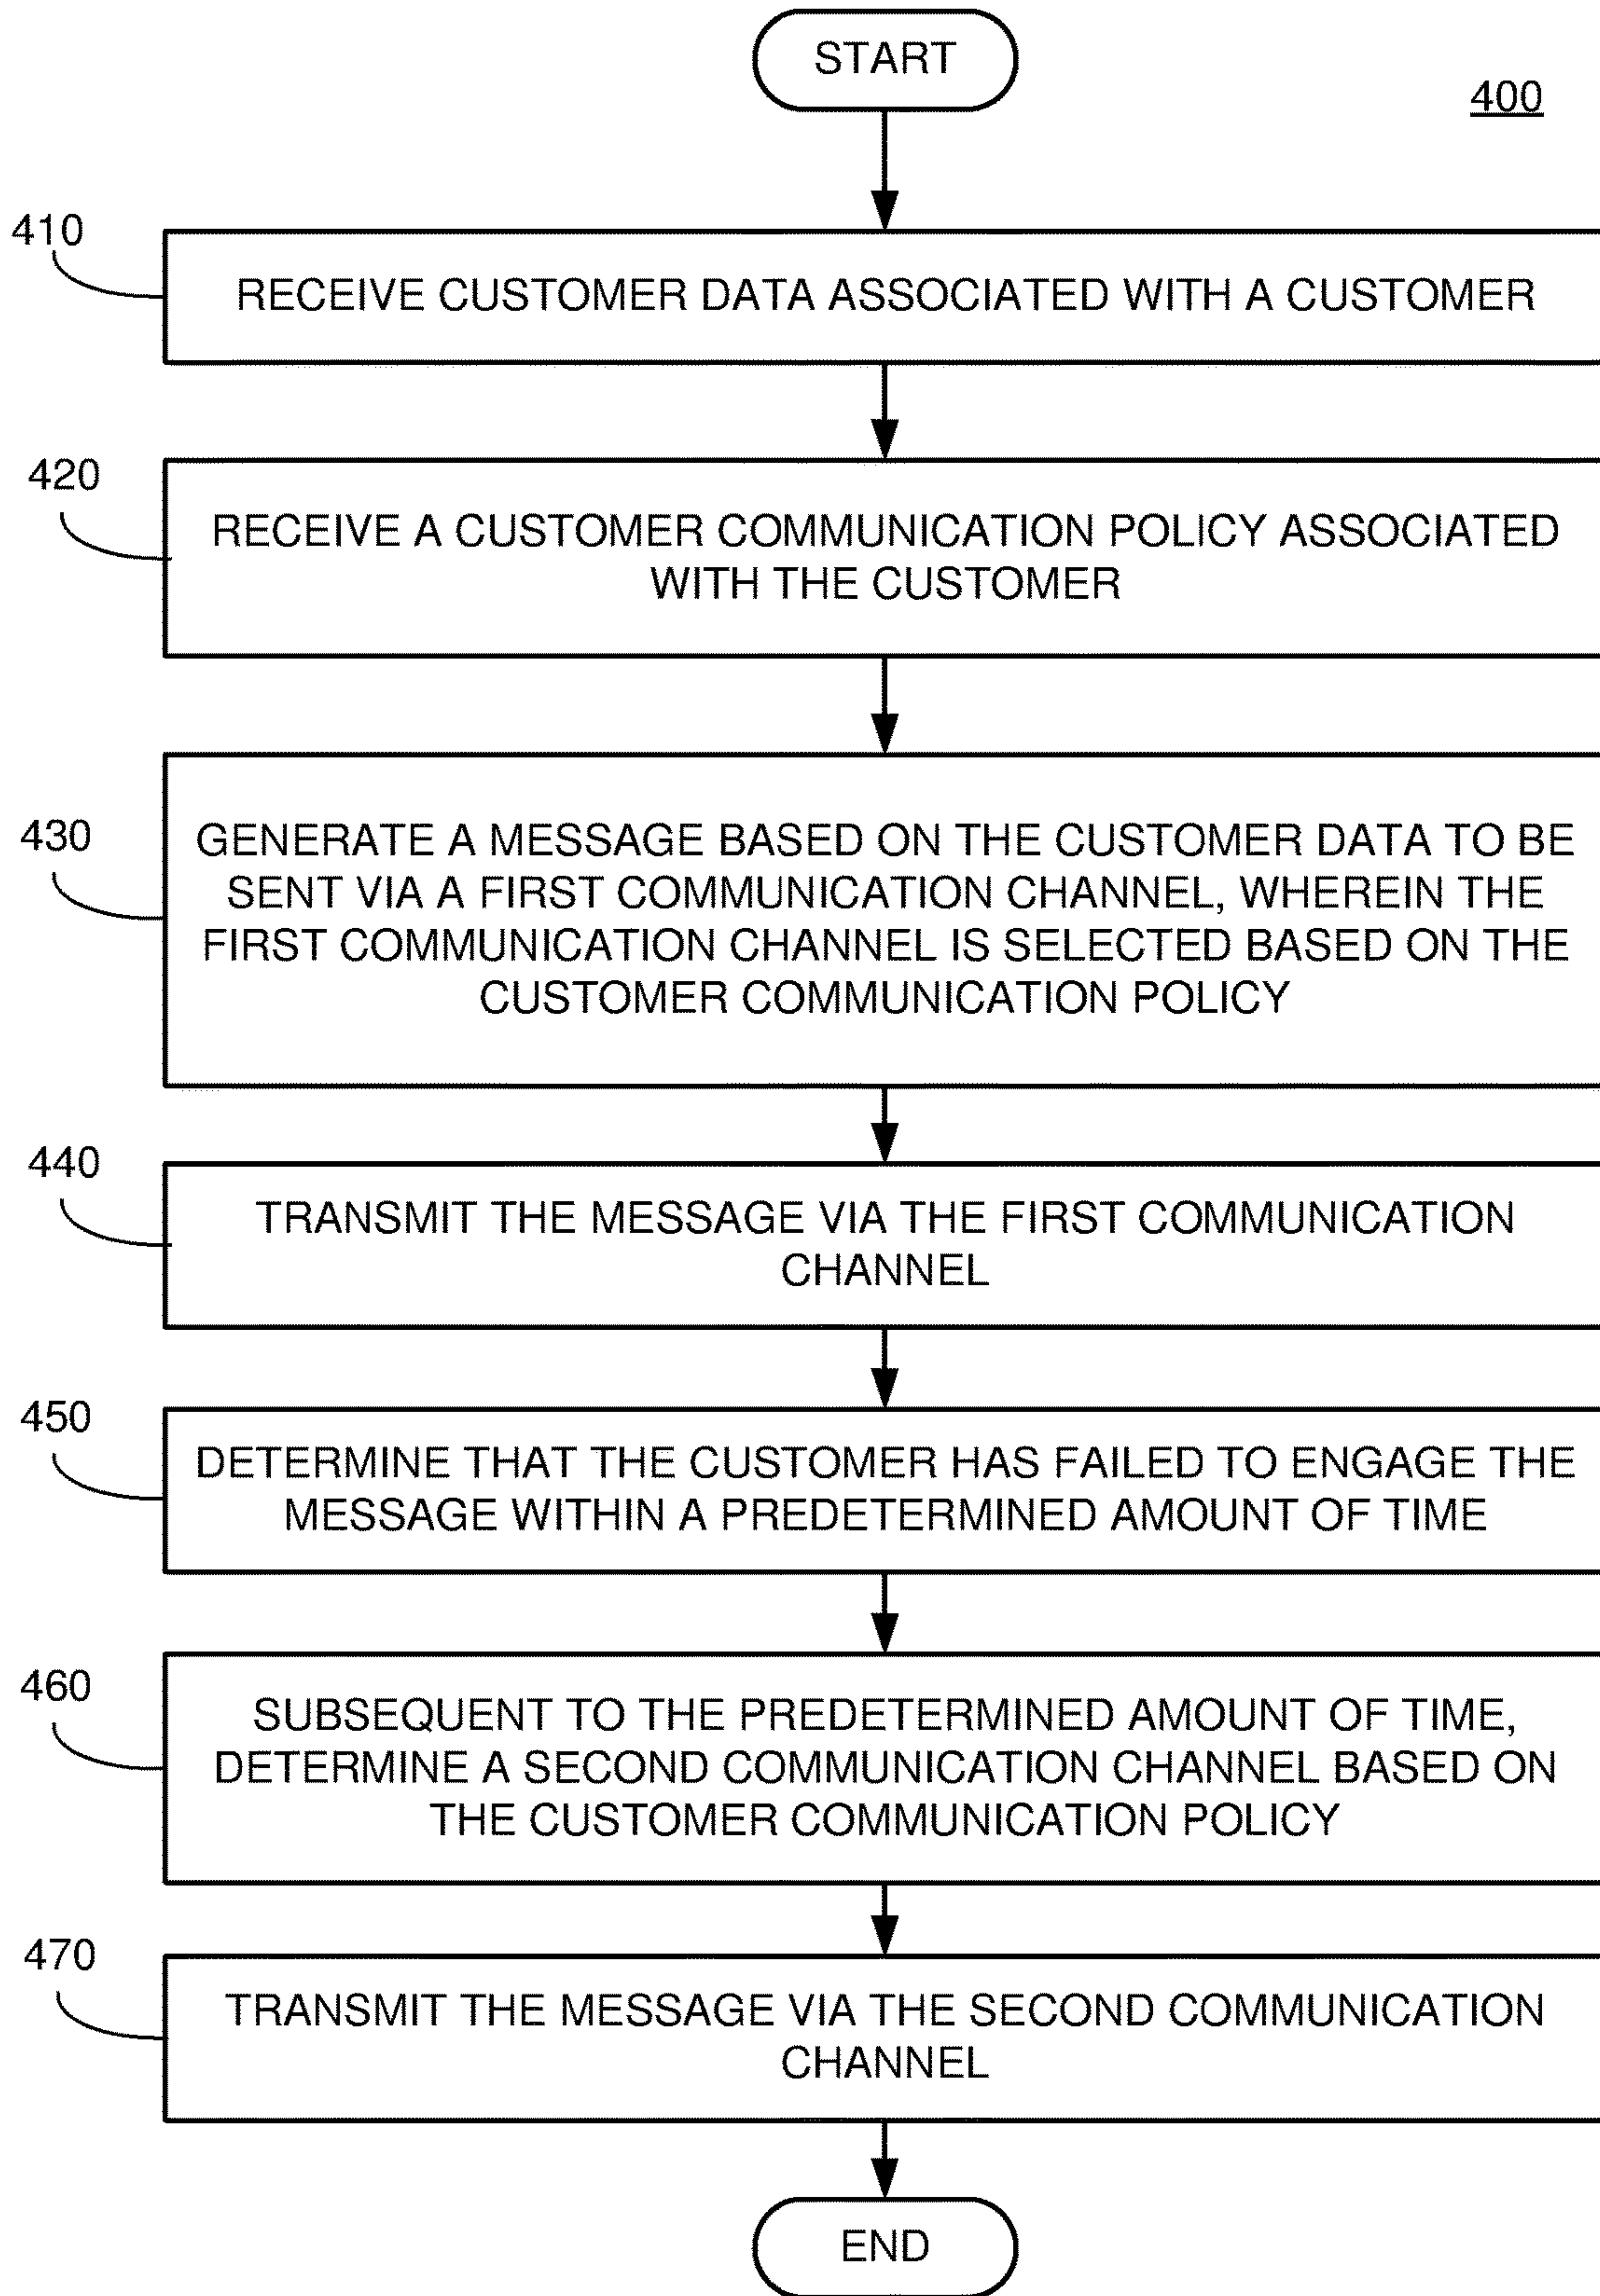 START
400
410
RECEIVE CUSTOMER DATA ASSOCIATED WITH A CUSTOMER
420
RECEIVE A CUSTOMER COMMUNICATION POLICY ASSOCIATED
WITH THE CUSTOMER
430
GENERATE A MESSAGE BASED ON THE CUSTOMER DATA TO BE
SENT VIA A FIRST COMMUNICATION CHANNEL, WHEREIN THE
FIRST COMMUNICATION CHANNEL IS SELECTED BASED ON THE
CUSTOMER COMMUNICATION POLICY
440
TRANSMIT THE MESSAGE VIA THE FIRST COMMUNICATION
CHANNEL
450
DETERMINE THAT THE CUSTOMER HAS FAILED TO ENGAGE THE
MESSAGE WITHIN A PREDETERMINED AMOUNT OF TIME
460
SUBSEQUENT TO THE PREDETERMINED AMOUNT OF TIME,
DETERMINE A SECOND COMMUNICATION CHANNEL BASED ON
THE CUSTOMER COMMUNICATION POLICY
470
TRANSMIT THE MESSAGE VIA THE SECOND COMMUNICATION
CHANNEL
END